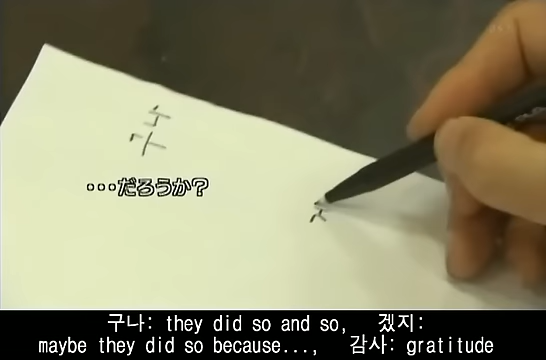 …だろうか?
구나: they did so and so, 겠지:
maybe they did so because..., 감사: gratitude